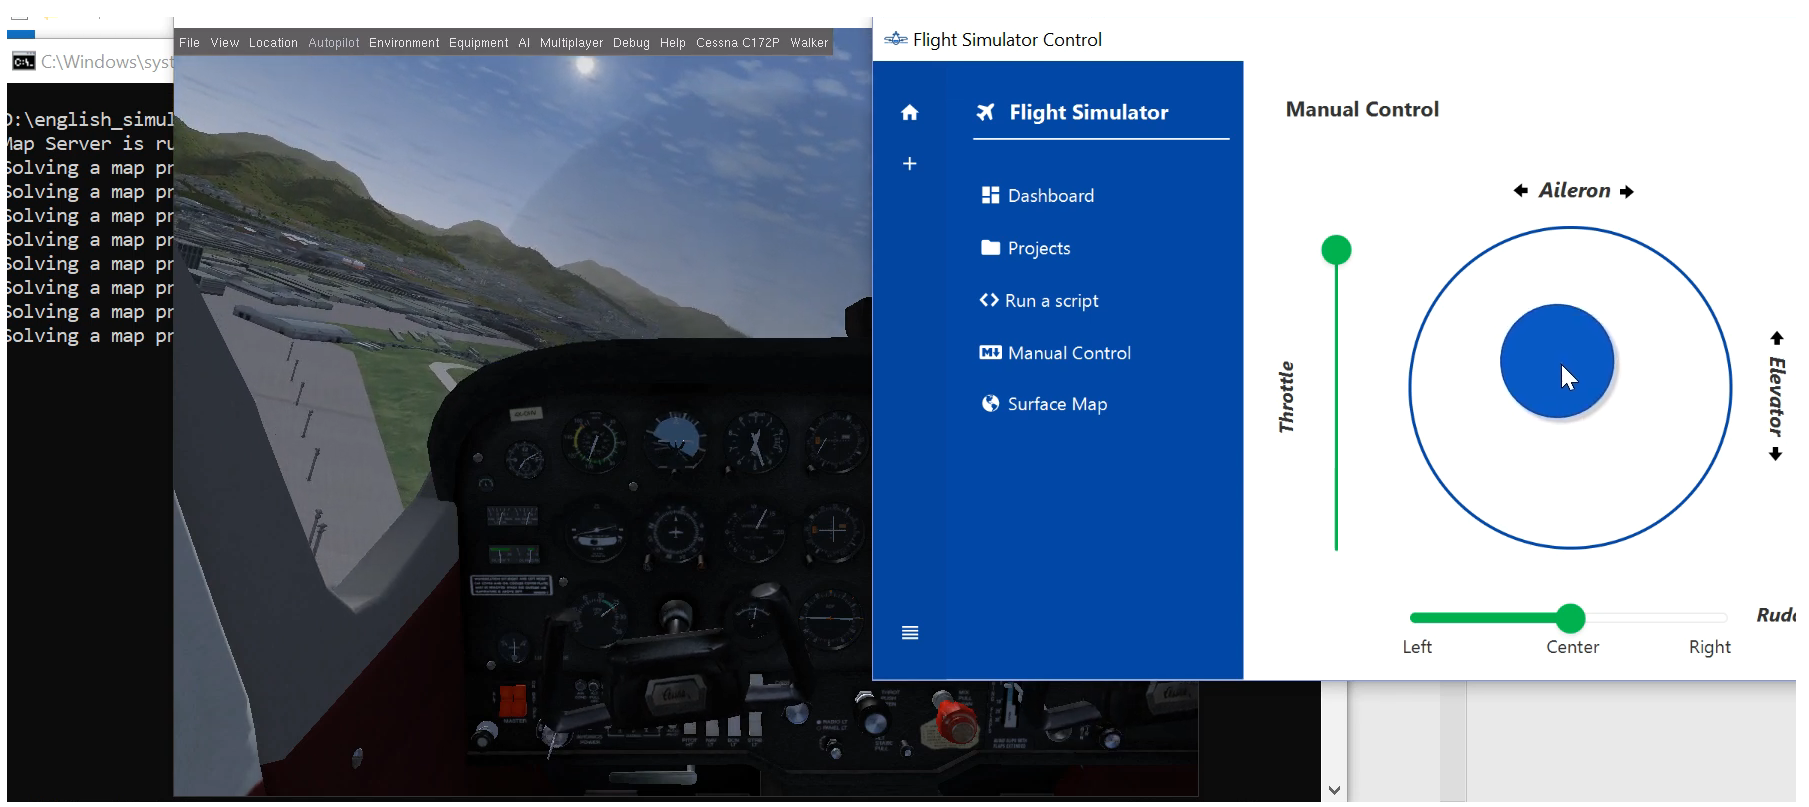 File View Location Autopilot Environment Equipment AI Multiplayer Debug Help Cessna C172P Walker
C:\Windows\syst
D:\english_simul
Map Server is ru
Solving a map pr
Solving a map pr
Solving a map pr
Solving a map pr
Solving a map pr
Solving a map pr
Solving a map pr
Solving a map pr
Flight Simulator Control
Flight Simulator
Dashboard
Projects
Run a script
Manual Control
Surface Map
Manual Control
Aileron
Throttle
Elevator
Rudd
Left Center Right
MASTER